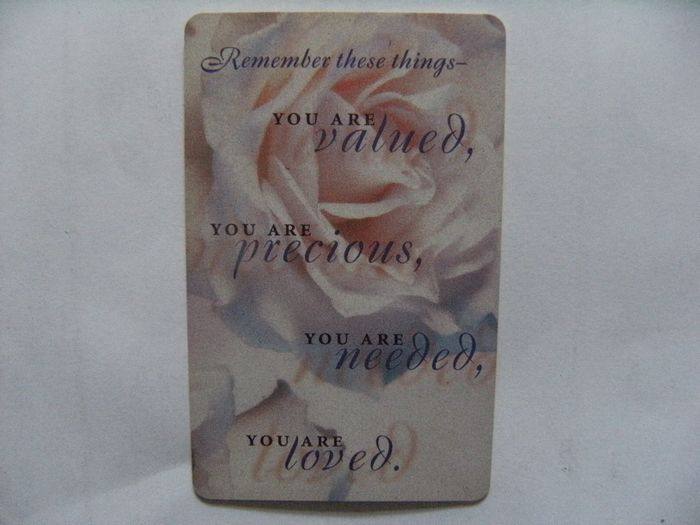 Remember these things–
YOU ARE
valued,
YOU ARE
precious,
YOU ARE
needed,
YOU ARE
loved.